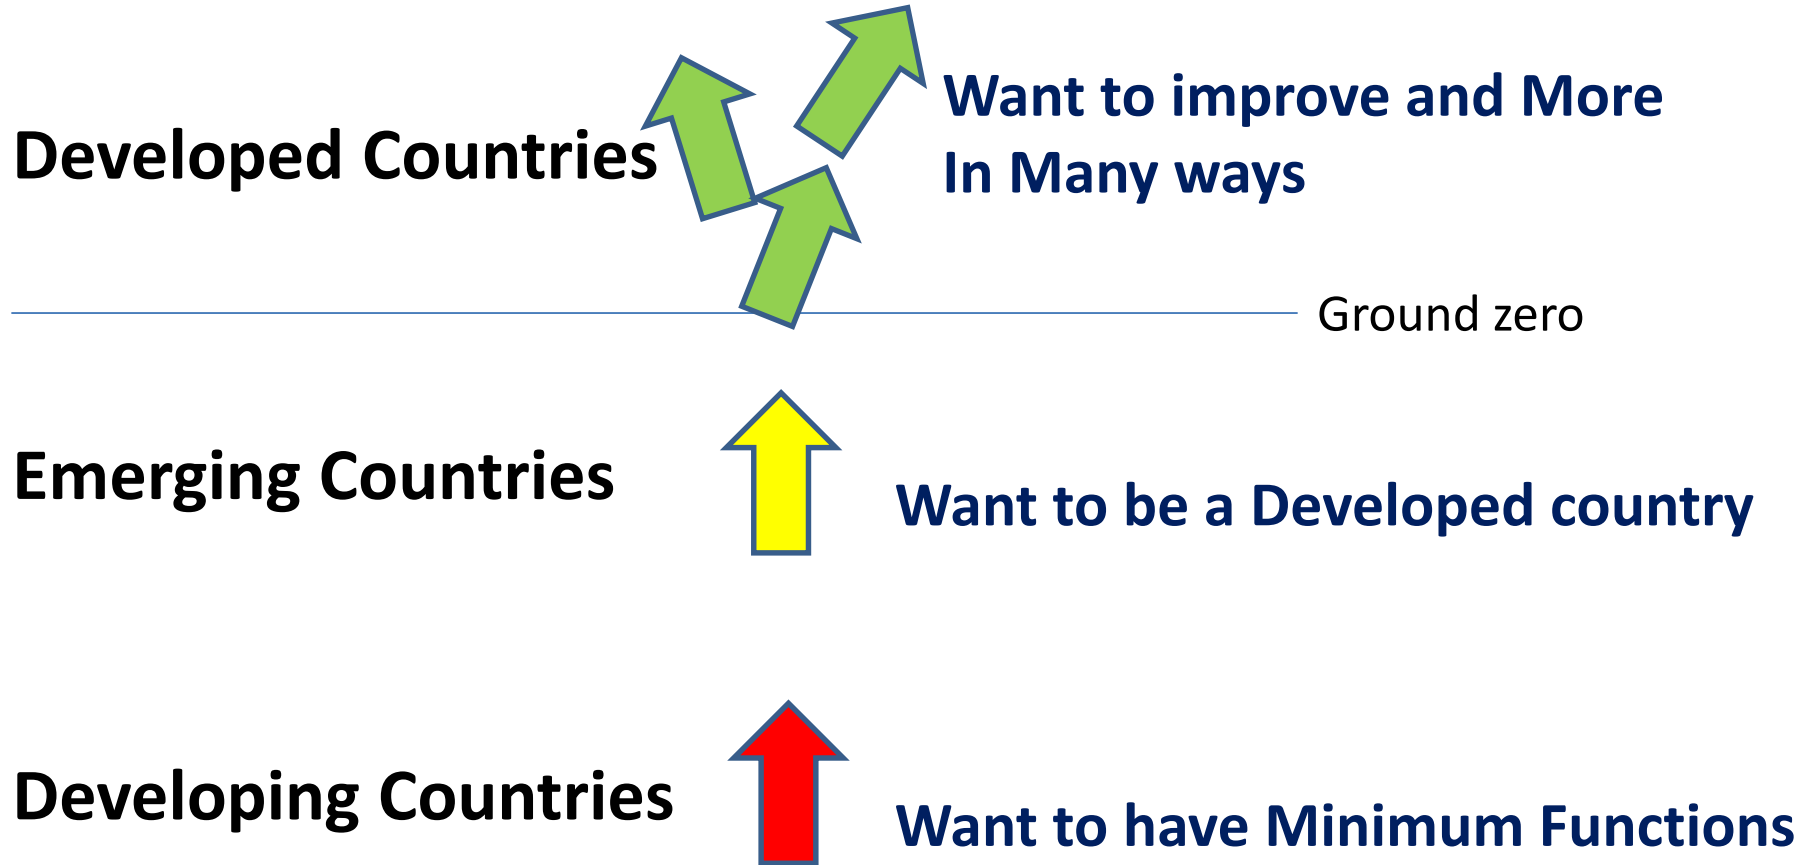 Developed Countries
Want to improve and More
In Many ways
Ground zero
Emerging Countries
Want to be a Developed country
Developing Countries
Want to have Minimum Functions